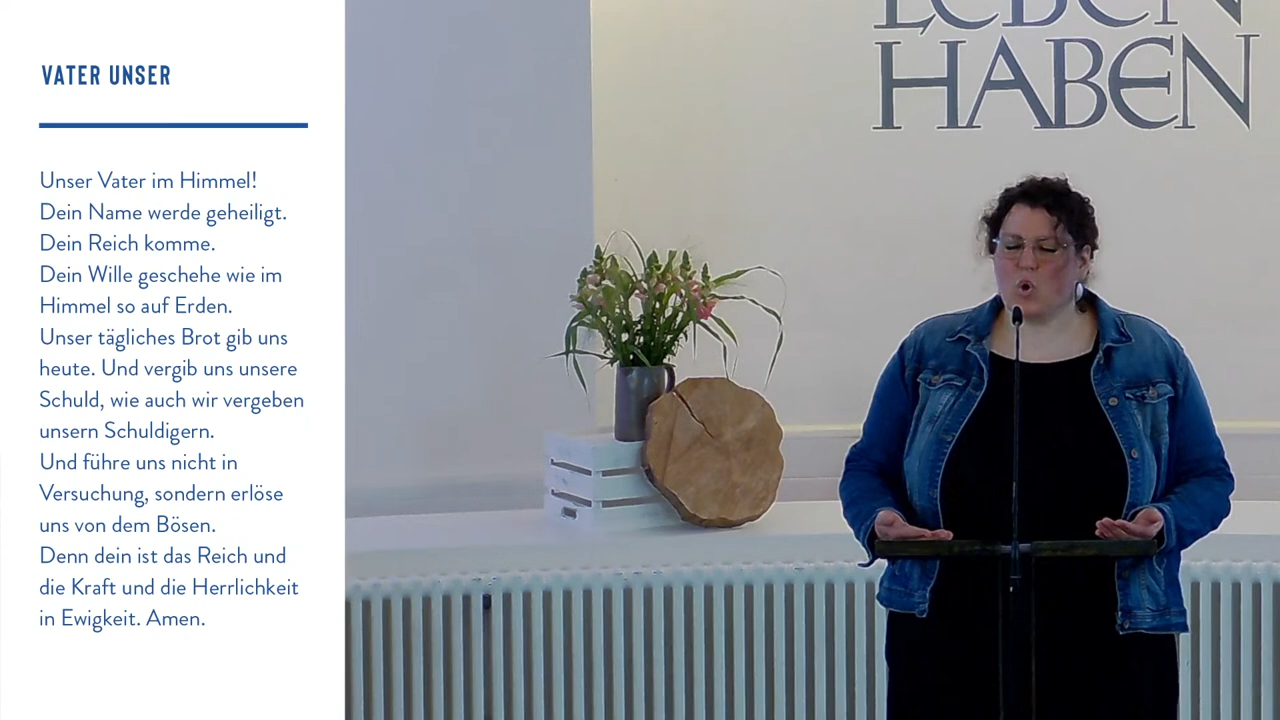 VATER UNSER
Unser Vater im Himmel!
Dein Name werde geheiligt.
Dein Reich komme.
Dein Wille geschehe wie im
Himmel so auf Erden.
Unser tägliches Brot gib uns
heute. Und vergib uns unsere
Schuld, wie auch wir vergeben
unsern Schuldigern.
Und führe uns nicht in
Versuchung, sondern erlöse
uns von dem Bösen.
Denn dein ist das Reich und
die Kraft und die Herrlichkeit
in Ewigkeit. Amen.
LEBEN
HABEN